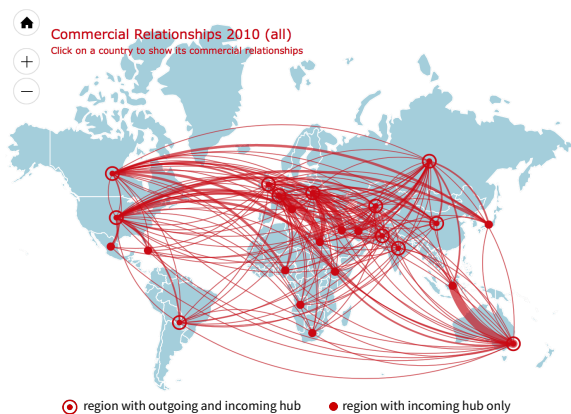 Commercial Relationships 2010 (all)
Click on a country to show its commercial relationships
region with outgoing and incoming hub
region with incoming hub only